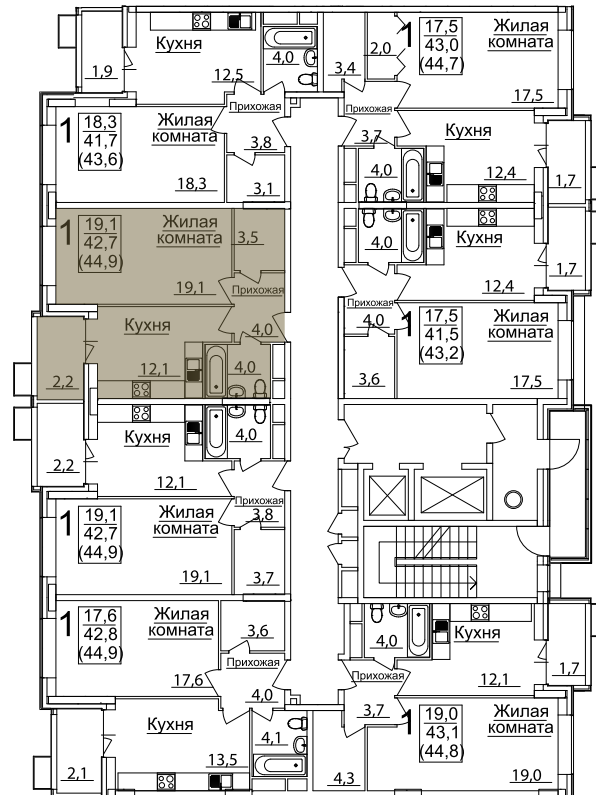 Кухня
1,9
12,5
4,0
3,4
2,0
1
17,5
43,0
(44,7)
Жилая
комната
17,5
1
18,3
41,7
(43,6)
Жилая
комната
18,3
Прихожая
3,8
3,1
Прихожая
3,7
Кухня
4,0
12,4
1,7
1
19,1
42,7
(44,9)
Жилая
комната
3,5
19,1
Прихожая
4,0
4,0
Кухня
12,4
1,7
Кухня
12,1
4,0
2,2
Прихожая
4,0
3,6
1
17,5
41,5
(43,2)
Жилая
комната
17,5
Кухня
2,2
12,1
4,0
Прихожая
3,8
1
19,1
42,7
(44,9)
Жилая
комната
19,1
3,7
1
17,6
42,8
(44,9)
Жилая
комната
17,6
3,6
Прихожая
4,0
4,0
Кухня
12,1
1,7
Прихожая
3,7
Кухня
2,1
13,5
4,1
4,3
1
19,0
43,1
(44,8)
Жилая
комната
19,0